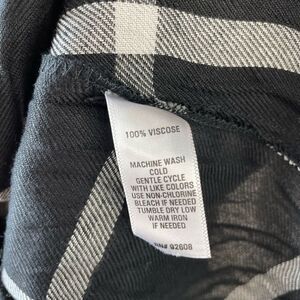 100% VISCOSE
MACHINE WASH
COLD
GENTLE CYCLE
WITH LIKE COLORS
USE NON-CHLORINE
BLEACH IF NEEDED
TUMBLE DRY LOW
WARM IRON
IF NEEDED
RN# 92608